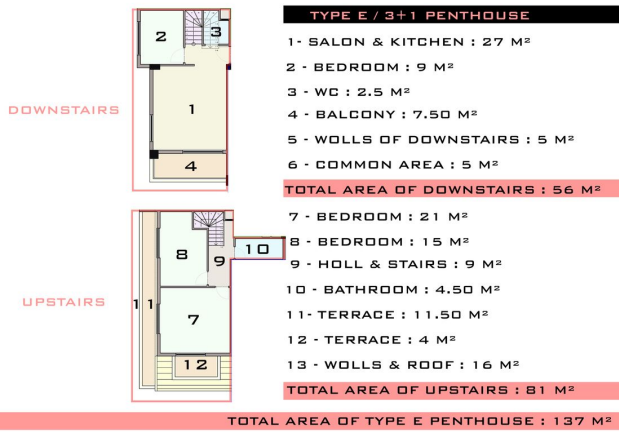 TYPE E / 3+1 PENTHOUSE
1- SALON & KITCHEN : 27 M²
2 - BEDROOM : 9 M²
3 - WC : 2.5 M²
4 - BALCONY : 7.50 M²
5 - WOLLS OF DOWNSTAIRS : 5 M²
6 - COMMON AREA : 5 M²
TOTAL AREA OF DOWNSTAIRS : 56 M²
DOWNSTAIRS
2
3
1
4
7 - BEDROOM : 21 M²
8 - BEDROOM : 15 M²
9 - HOLL & STAIRS : 9 M²
10 - BATHROOM : 4.50 M²
11- TERRACE : 11.50 M²
12 - TERRACE : 4 M²
13 - WOLLS & ROOF : 16 M²
TOTAL AREA OF UPSTAIRS : 81 M²
UPSTAIRS
8
9
10
11
7
12
TOTAL AREA OF TYPE E PENTHOUSE : 137 M²